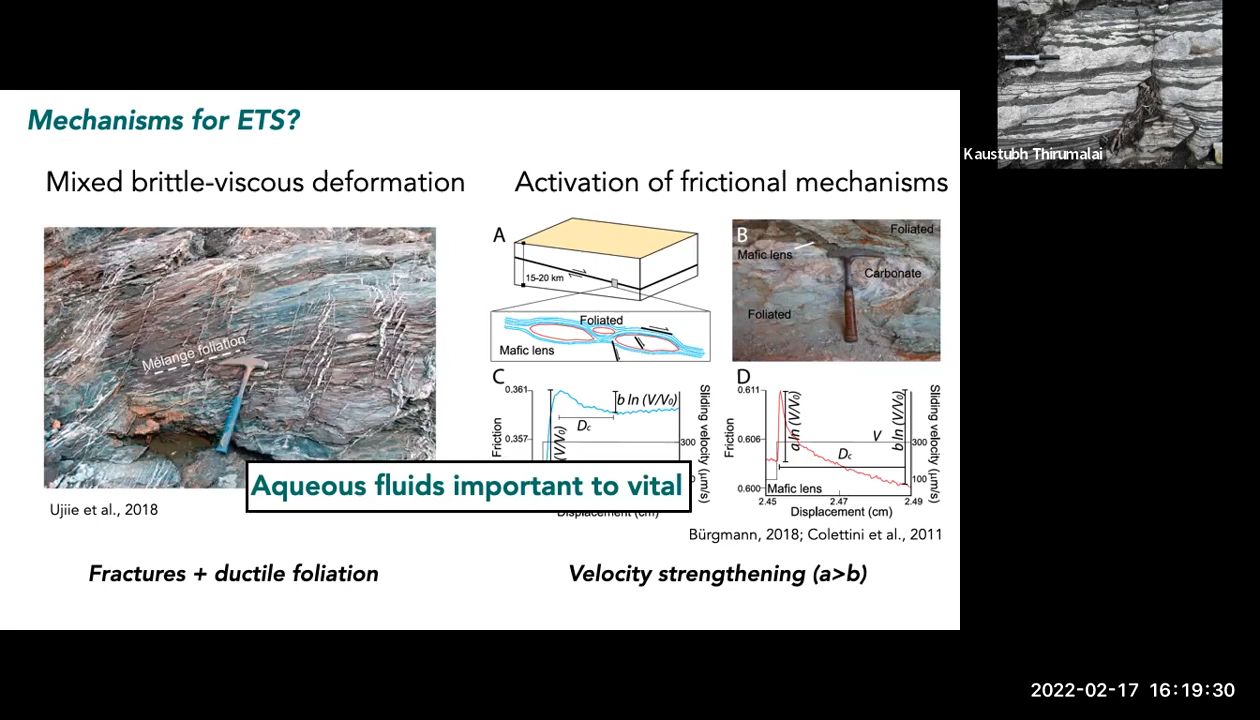 Mechanisms for ETS?
Mixed brittle-viscous deformation
Mélange foliation
Ujiie et al., 2018
Fractures + ductile foliation
Activation of frictional mechanisms
A
15-20 km
Foliated
Mafic lens
B
Foliated
Mafic lens
Carbonate
Foliated
C
0.361
b ln (V/V₀)
Dc
0.357
Friction
(V/V₀)
300
Sliding velocity (μm/s)
Displacement (cm)
D
0.611
a ln (V/V₀)
b ln (V/V₀)
V
Dc
0.606
Friction
300
100
Sliding velocity (μm/s)
0.600
Mafic lens
2.45
2.47
2.49
Displacement (cm)
Aqueous fluids important to vital
Bürgmann, 2018; Colettini et al., 2011
Velocity strengthening (a>b)
Kaustubh Thirumalai
2022-02-17 16:19:30